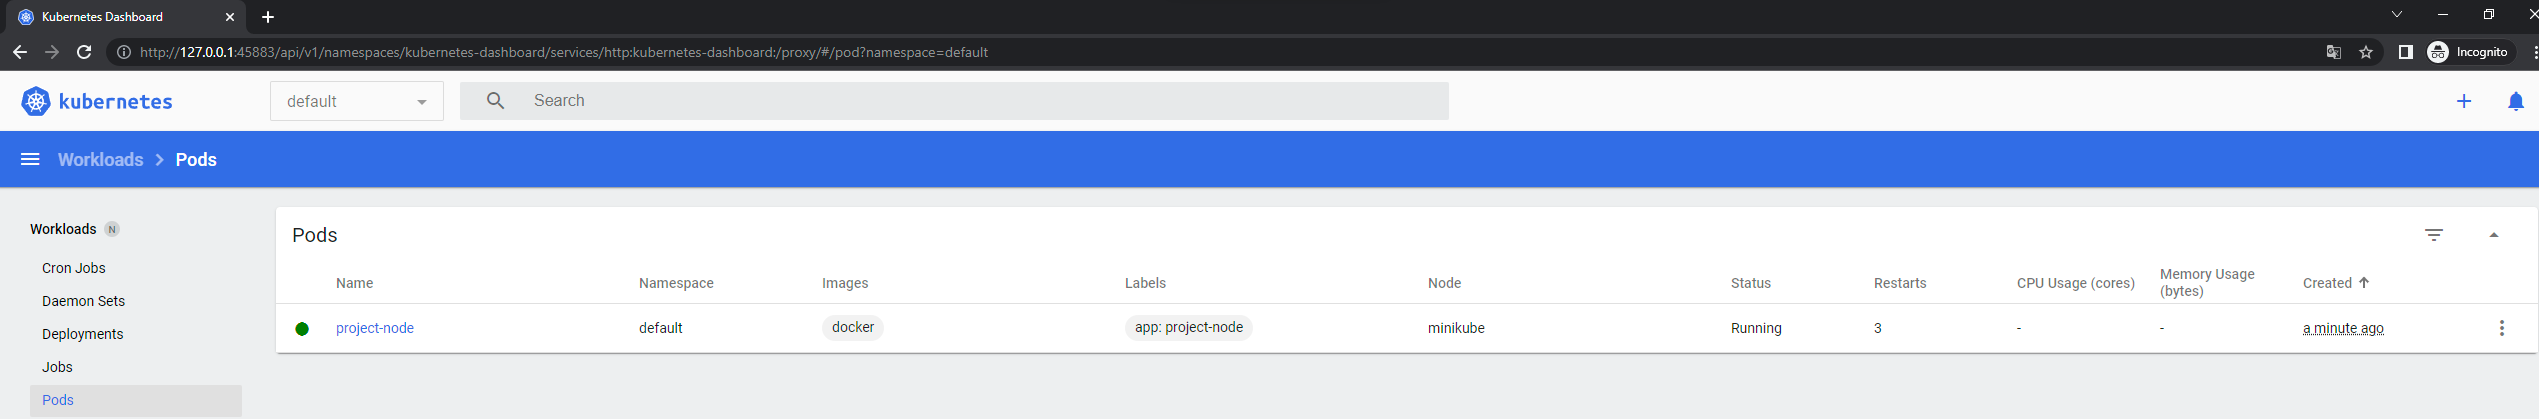 Kubernetes Dashboard
http://127.0.0.1:45883/api/v1/namespaces/kubernetes-dashboard/services/http:kubernetes-dashboard:/proxy/#/pod?namespace=default
Incognito
kubernetes
default
Search
Workloads > Pods
Workloads N
Cron Jobs
Daemon Sets
Deployments
Jobs
Pods
Pods
Name Namespace Images Labels Node Status Restarts CPU Usage (cores) Memory Usage (bytes) Created
project-node default docker app: project-node minikube Running 3 - - a minute ago